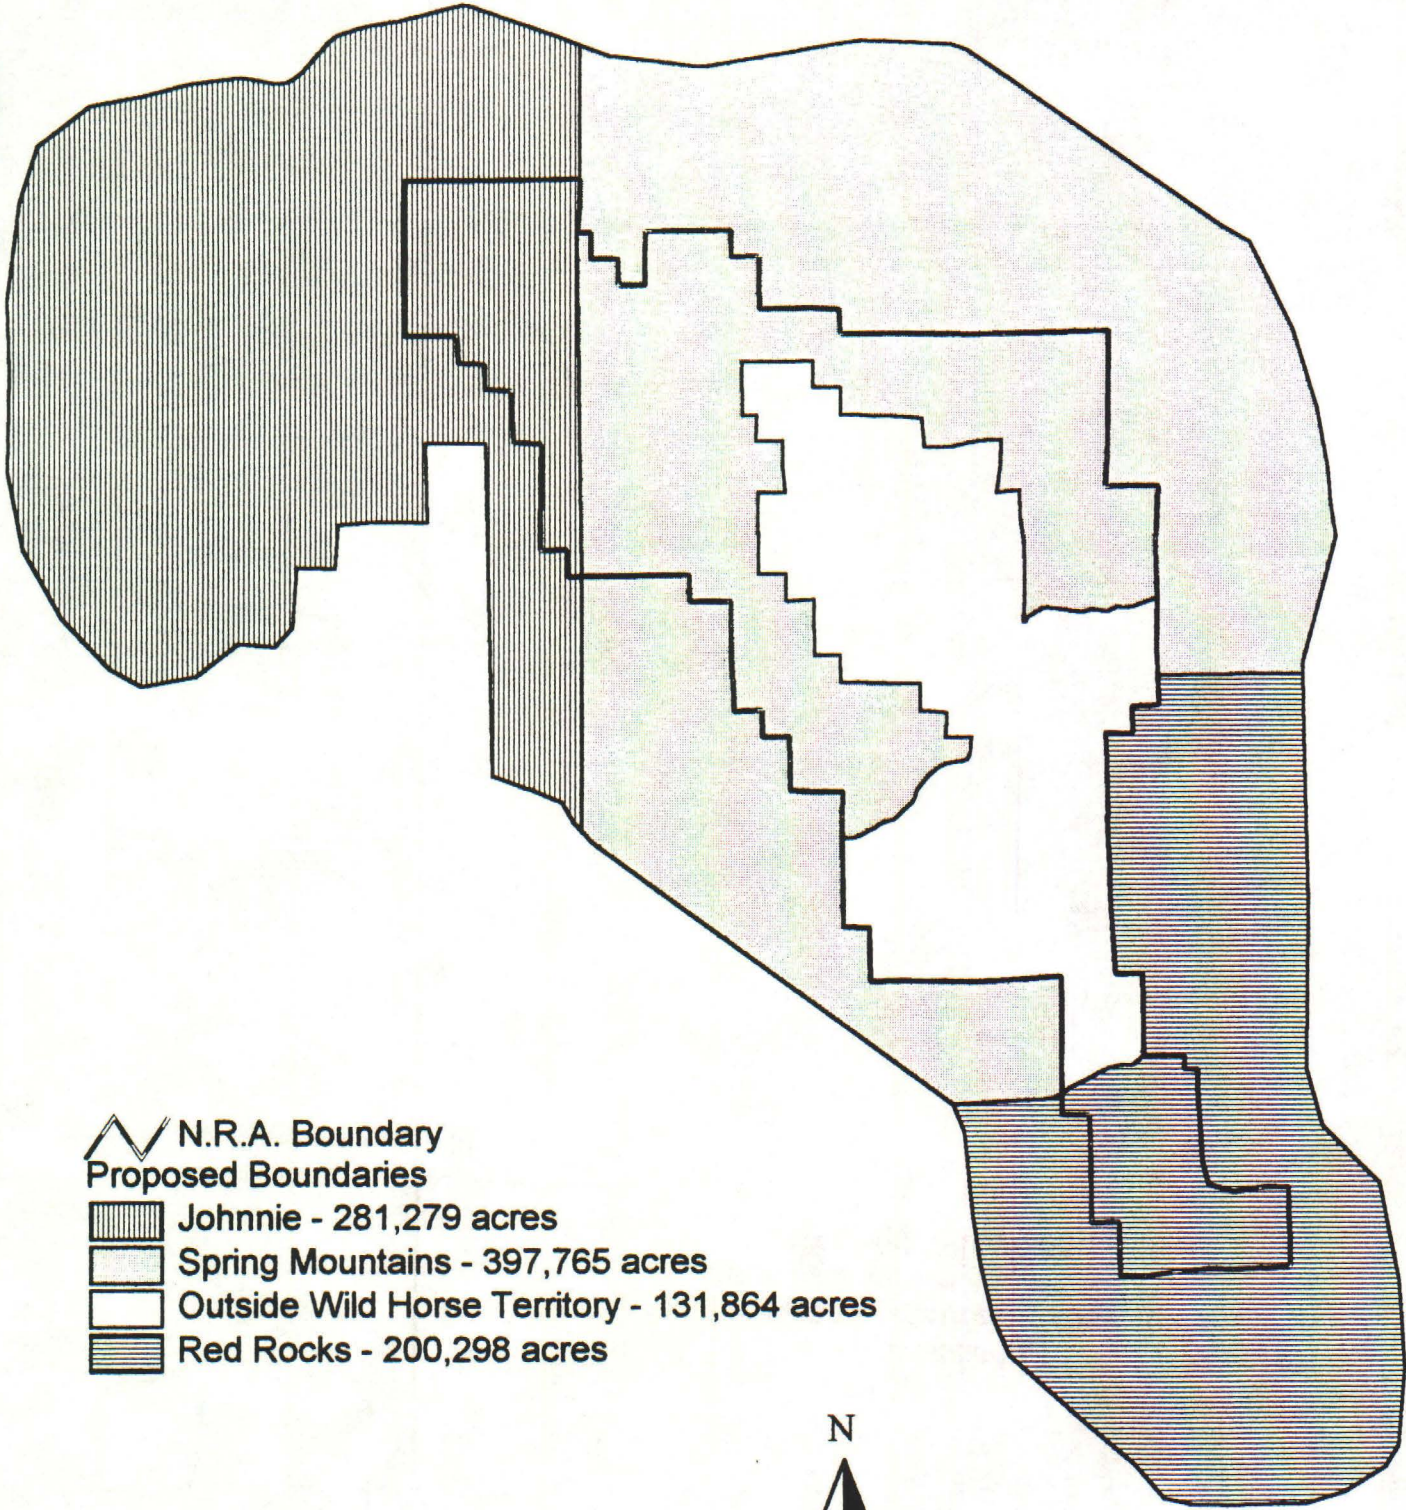 N.R.A. Boundary
Proposed Boundaries
Johnnie - 281,279 acres
Spring Mountains - 397,765 acres
Outside Wild Horse Territory - 131,864 acres
Red Rocks - 200,298 acres
N